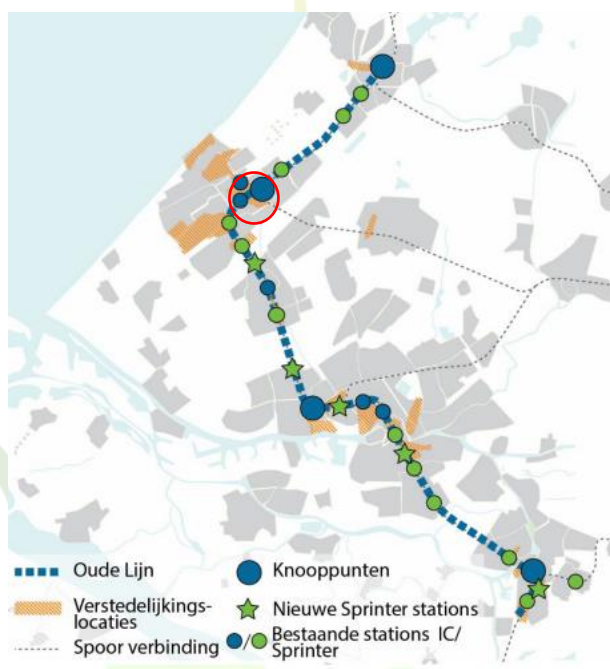 Oude Lijn
Knooppunten
Verstedelijkings-
locaties
Nieuwe Sprinter stations
Spoor verbinding
/
Bestaande stations IC/
Sprinter